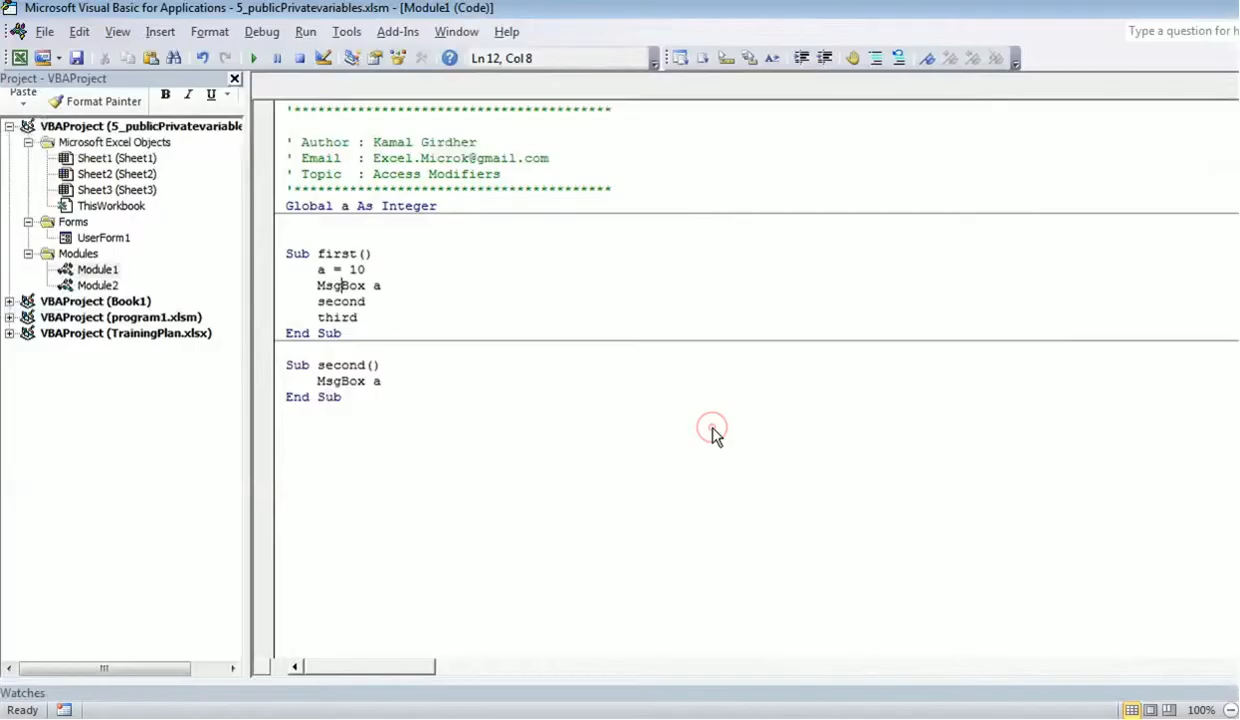 Microsoft Visual Basic for Applications - 5_publicPrivatevariables.xlsm - [Module1 (Code)]
File Edit View Insert Format Debug Run Tools Add-Ins Window Help
Type a question for h
Ln 12, Col 8
Project - VBAProject
Paste
Format Painter
B I U
VBAProject (5_publicPrivatevariable
Microsoft Excel Objects
Sheet1 (Sheet1)
Sheet2 (Sheet2)
Sheet3 (Sheet3)
ThisWorkbook
Forms
UserForm1
Modules
Module1
Module2
VBAProject (Book1)
VBAProject (program1.xlsm)
VBAProject (TrainingPlan.xlsx)
'****************************************
' Author : Kamal Girdher
' Email  : Excel.Microk@gmail.com
' Topic  : Access Modifiers
'****************************************
Global a As Integer
Sub first()
a = 10
MsgBox a
second
third
End Sub
Sub second()
MsgBox a
End Sub
Watches
Ready
100%